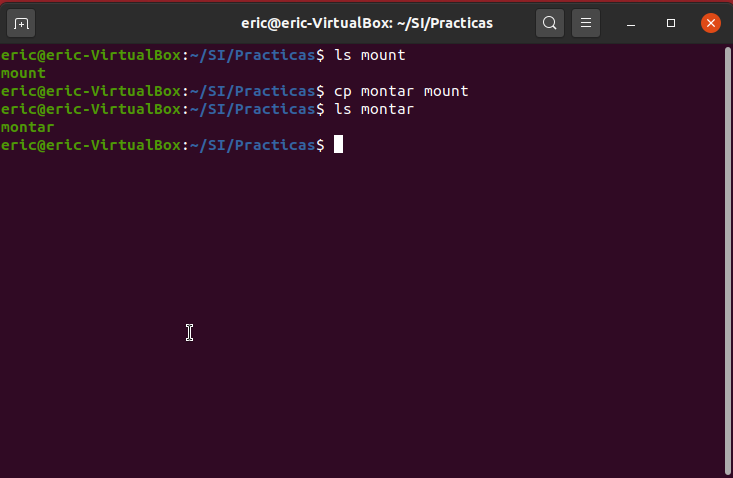 eric@eric-VirtualBox: ~/SI/Practicas
eric@eric-VirtualBox:~/SI/Practicas$ ls mount
mount
eric@eric-VirtualBox:~/SI/Practicas$ cp montar mount
eric@eric-VirtualBox:~/SI/Practicas$ ls montar
montar
eric@eric-VirtualBox:~/SI/Practicas$